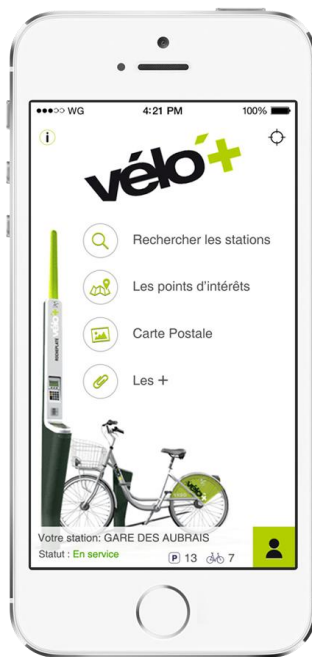 WG 4:21 PM 100%
i
vélo'+
Rechercher les stations
Les points d'intérêts
Carte Postale
Les +
Votre station: GARE DES AUBRAIS
Statut : En service
P 13 7
vélo+